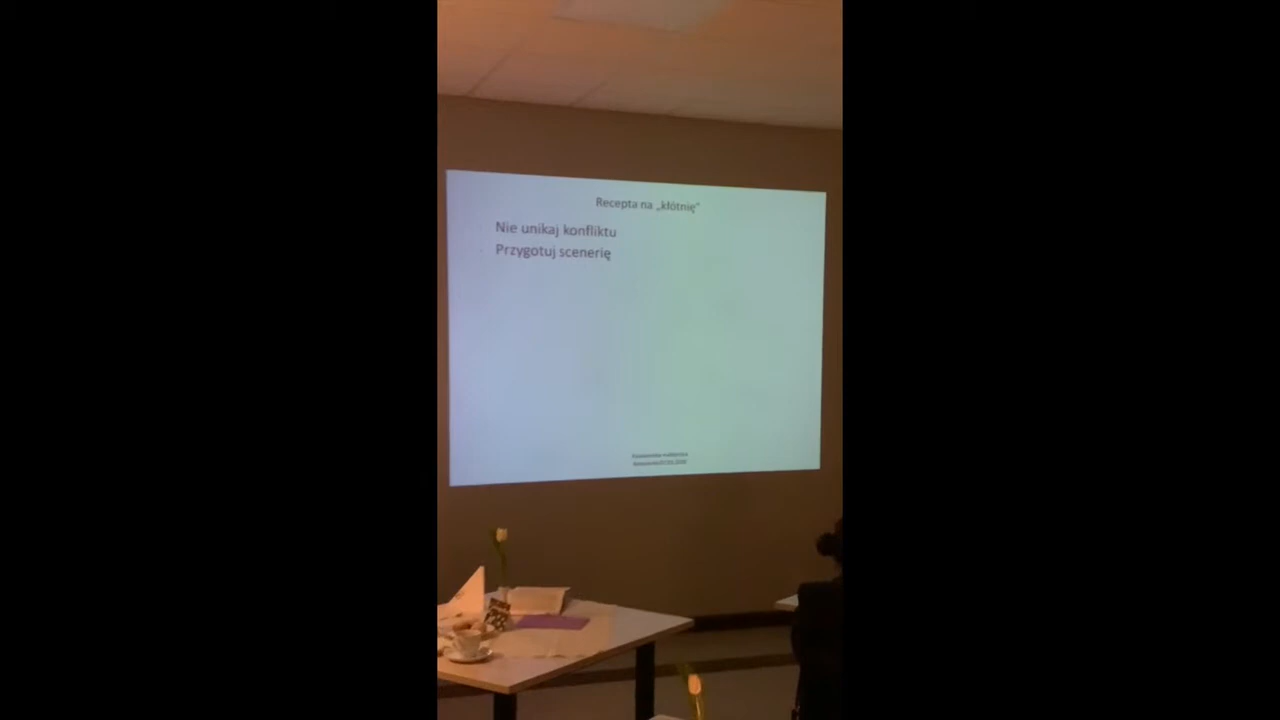 Recepta na „kłótnię”
Nie unikaj konfliktu
Przygotuj scenerię